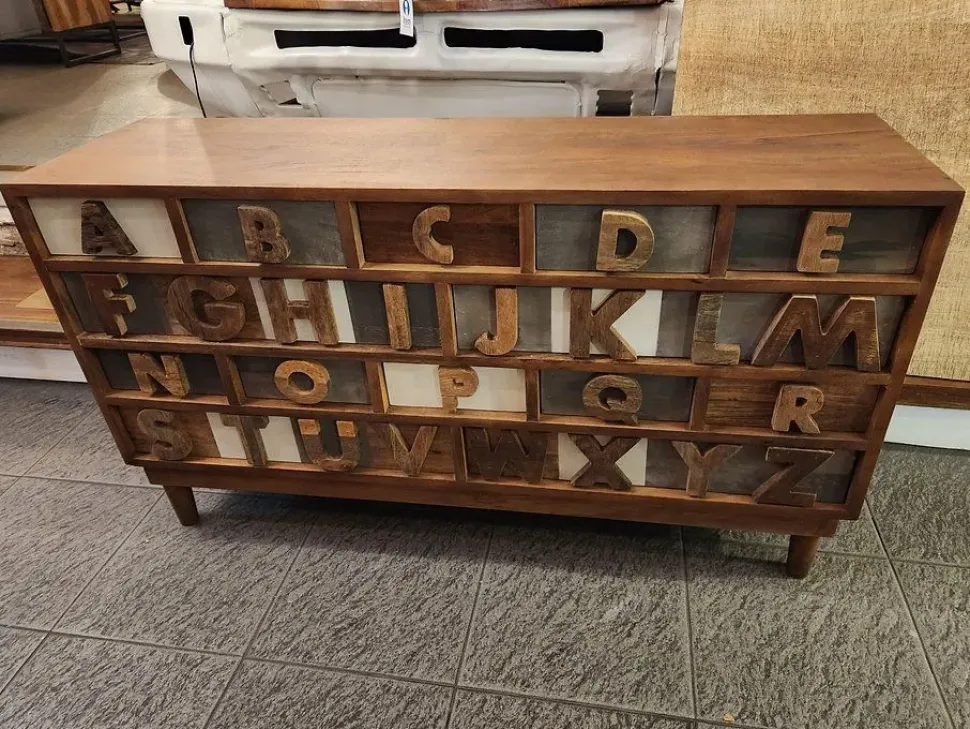 A B C D E
F G H I J K L M
N O P Q R
S T U V W X Y Z